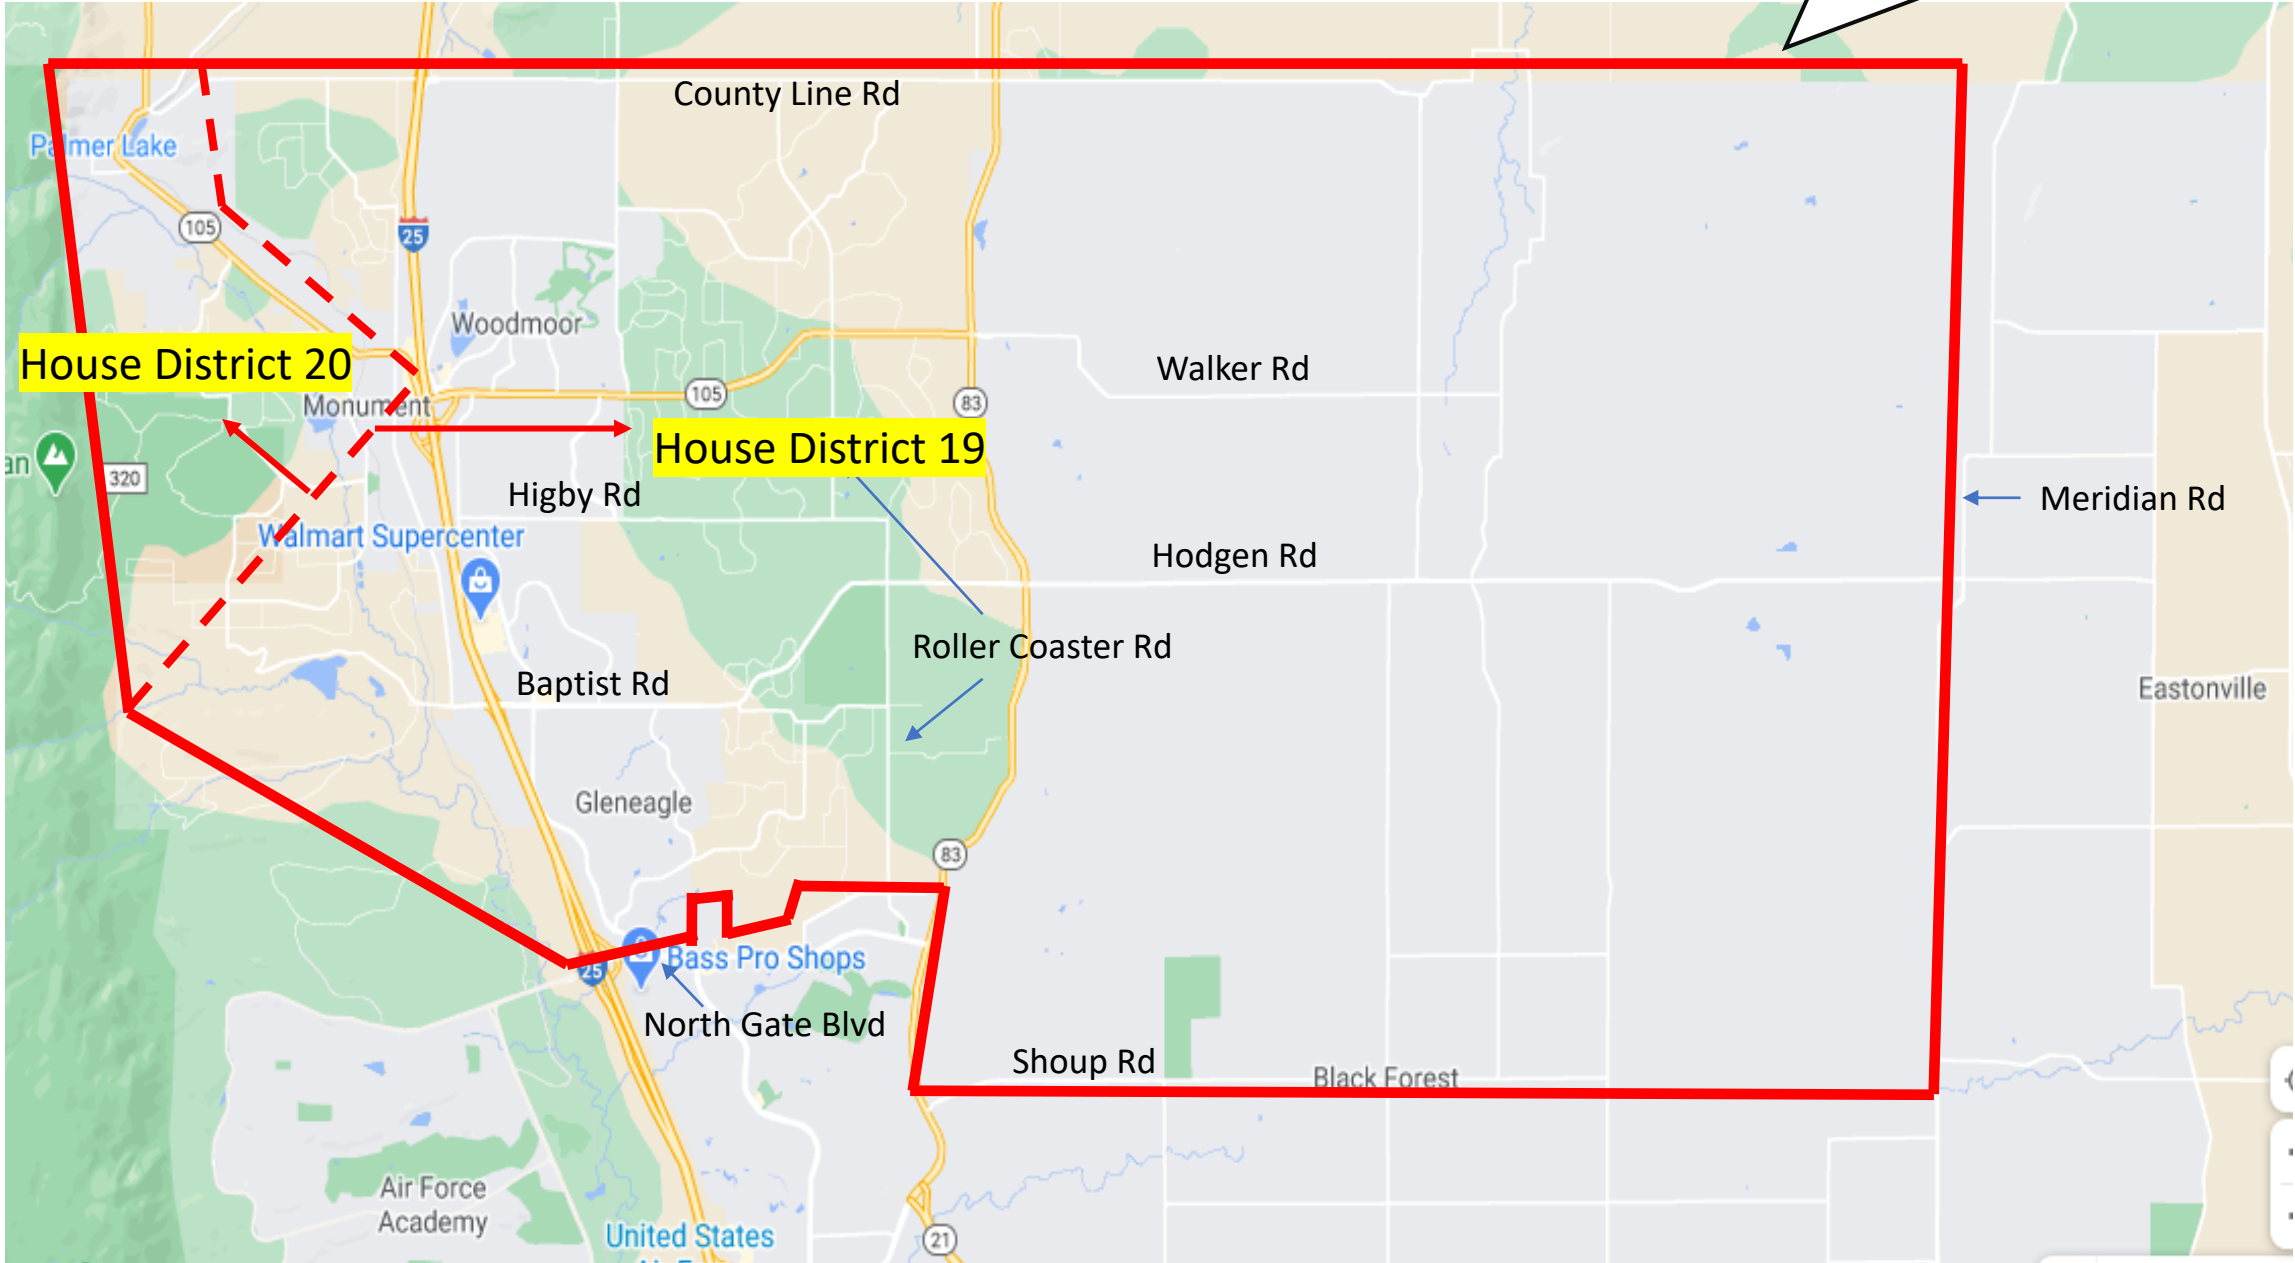 County Line Rd
Palmer Lake
105
25
Woodmoor
House District 20
Walker Rd
105
83
Monument
House District 19
an
320
Higby Rd
Meridian Rd
Walmart Supercenter
Hodgen Rd
Roller Coaster Rd
Baptist Rd
Eastonville
Gleneagle
83
Bass Pro Shops
25
North Gate Blvd
Shoup Rd
Black Forest
Air Force
Academy
United States
21